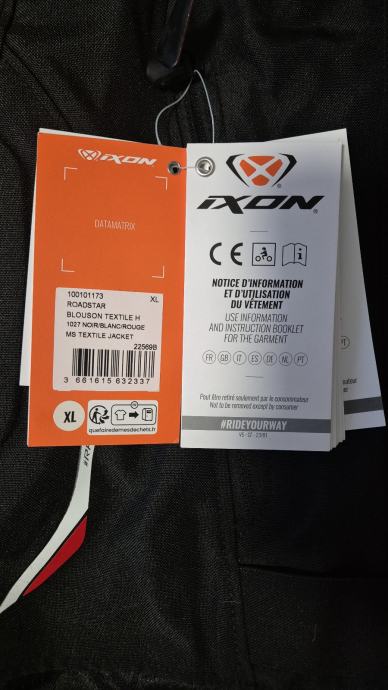 iXON
DATAMATRIX
100101173 XL
ROADSTAR
BLOUSON TEXTILE H
1027 NOIR/BLANC/ROUGE
MS TEXTILE JACKET
22569B
3 661615 632337
XL
quefairedemesdechets.fr
iXON
CE
NOTICE D'INFORMATION
ET D'UTILISATION
DU VÊTEMENT
USE INFORMATION
AND INSTRUCTION BOOKLET
FOR THE GARMENT
FR GB IT ES DE NL PT
Peut être retiré seulement par le consommateur
Not to be removed except by consumer
#RIDEYOURWAY
PT